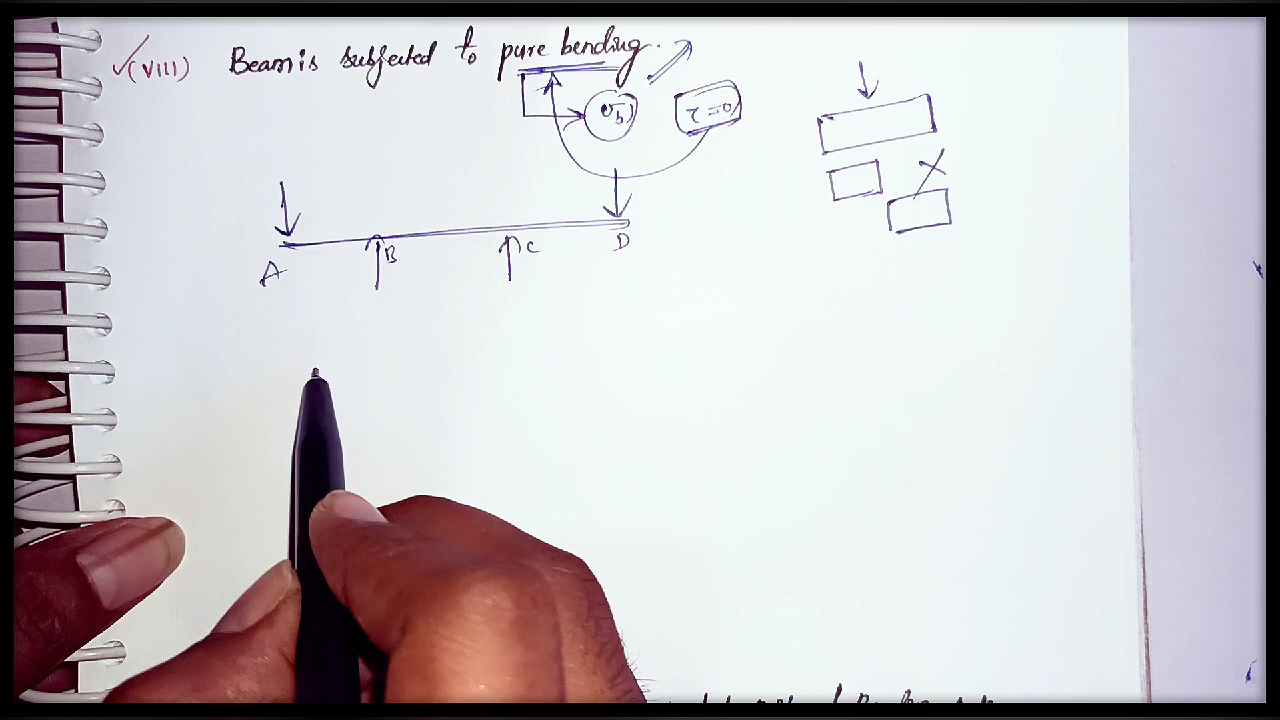 (VIII) Beam is subjected to pure bending.
σb τ=0
A B C D